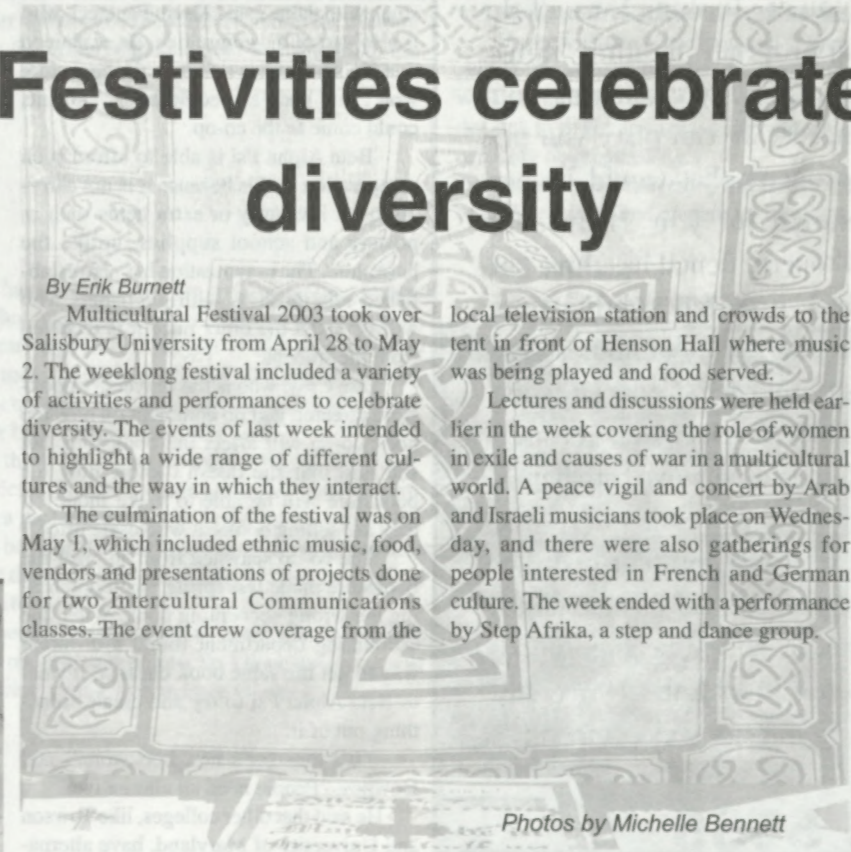 Festivities celebrate
diversity
By Erik Burnett
Multicultural Festival 2003 took over
Salisbury University from April 28 to May
2. The weeklong festival included a variety
of activities and performances to celebrate
diversity. The events of last week intended
to highlight a wide range of different cul-
tures and the way in which they interact.
The culmination of the festival was on
May 1, which included ethnic music, food,
vendors and presentations of projects done
for two Intercultural Communications
classes. The event drew coverage from the
local television station and crowds to the
tent in front of Henson Hall where music
was being played and food served.
Lectures and discussions were held ear-
lier in the week covering the role of women
in exile and causes of war in a multicultural
world. A peace vigil and concert by Arab
and Israeli musicians took place on Wednes-
day, and there were also gatherings for
people interested in French and German
culture. The week ended with a performance
by Step Afrika, a step and dance group.
Photos by Michelle Bennett